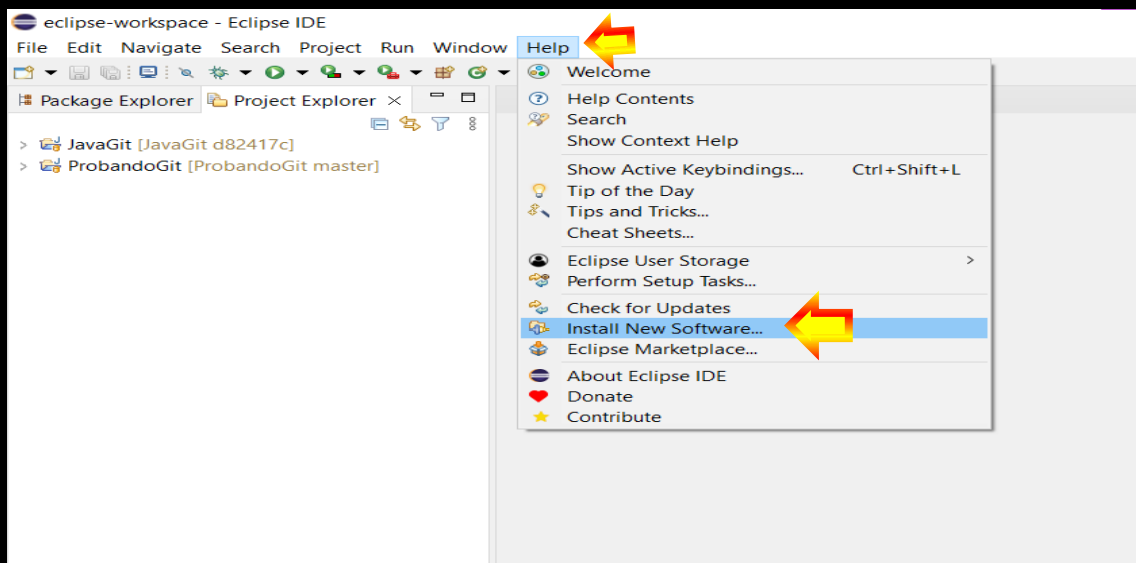 eclipse-workspace - Eclipse IDE
File Edit Navigate Search Project Run Window Help
Package Explorer Project Explorer
JavaGit [JavaGit d82417c]
ProbandoGit [ProbandoGit master]
Welcome
Help Contents
Search
Show Context Help
Show Active Keybindings... Ctrl+Shift+L
Tip of the Day
Tips and Tricks...
Cheat Sheets...
Eclipse User Storage
Perform Setup Tasks...
Check for Updates
Install New Software...
Eclipse Marketplace...
About Eclipse IDE
Donate
Contribute